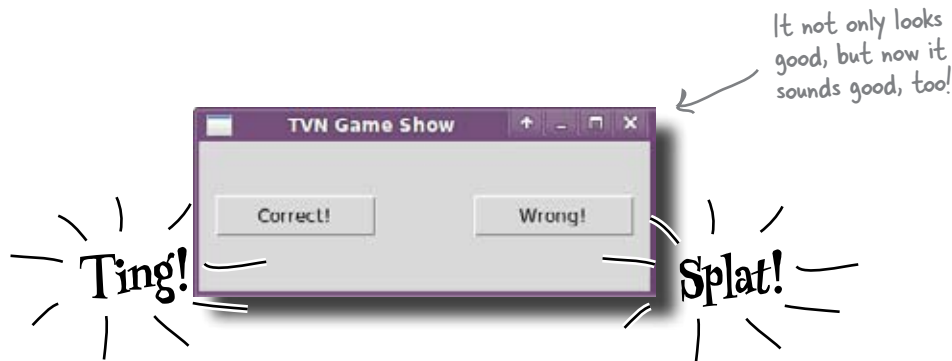 It not only looks
good, but now it
sounds good, too!
TVN Game Show
Correct!
Wrong!
Ting!
Splat!